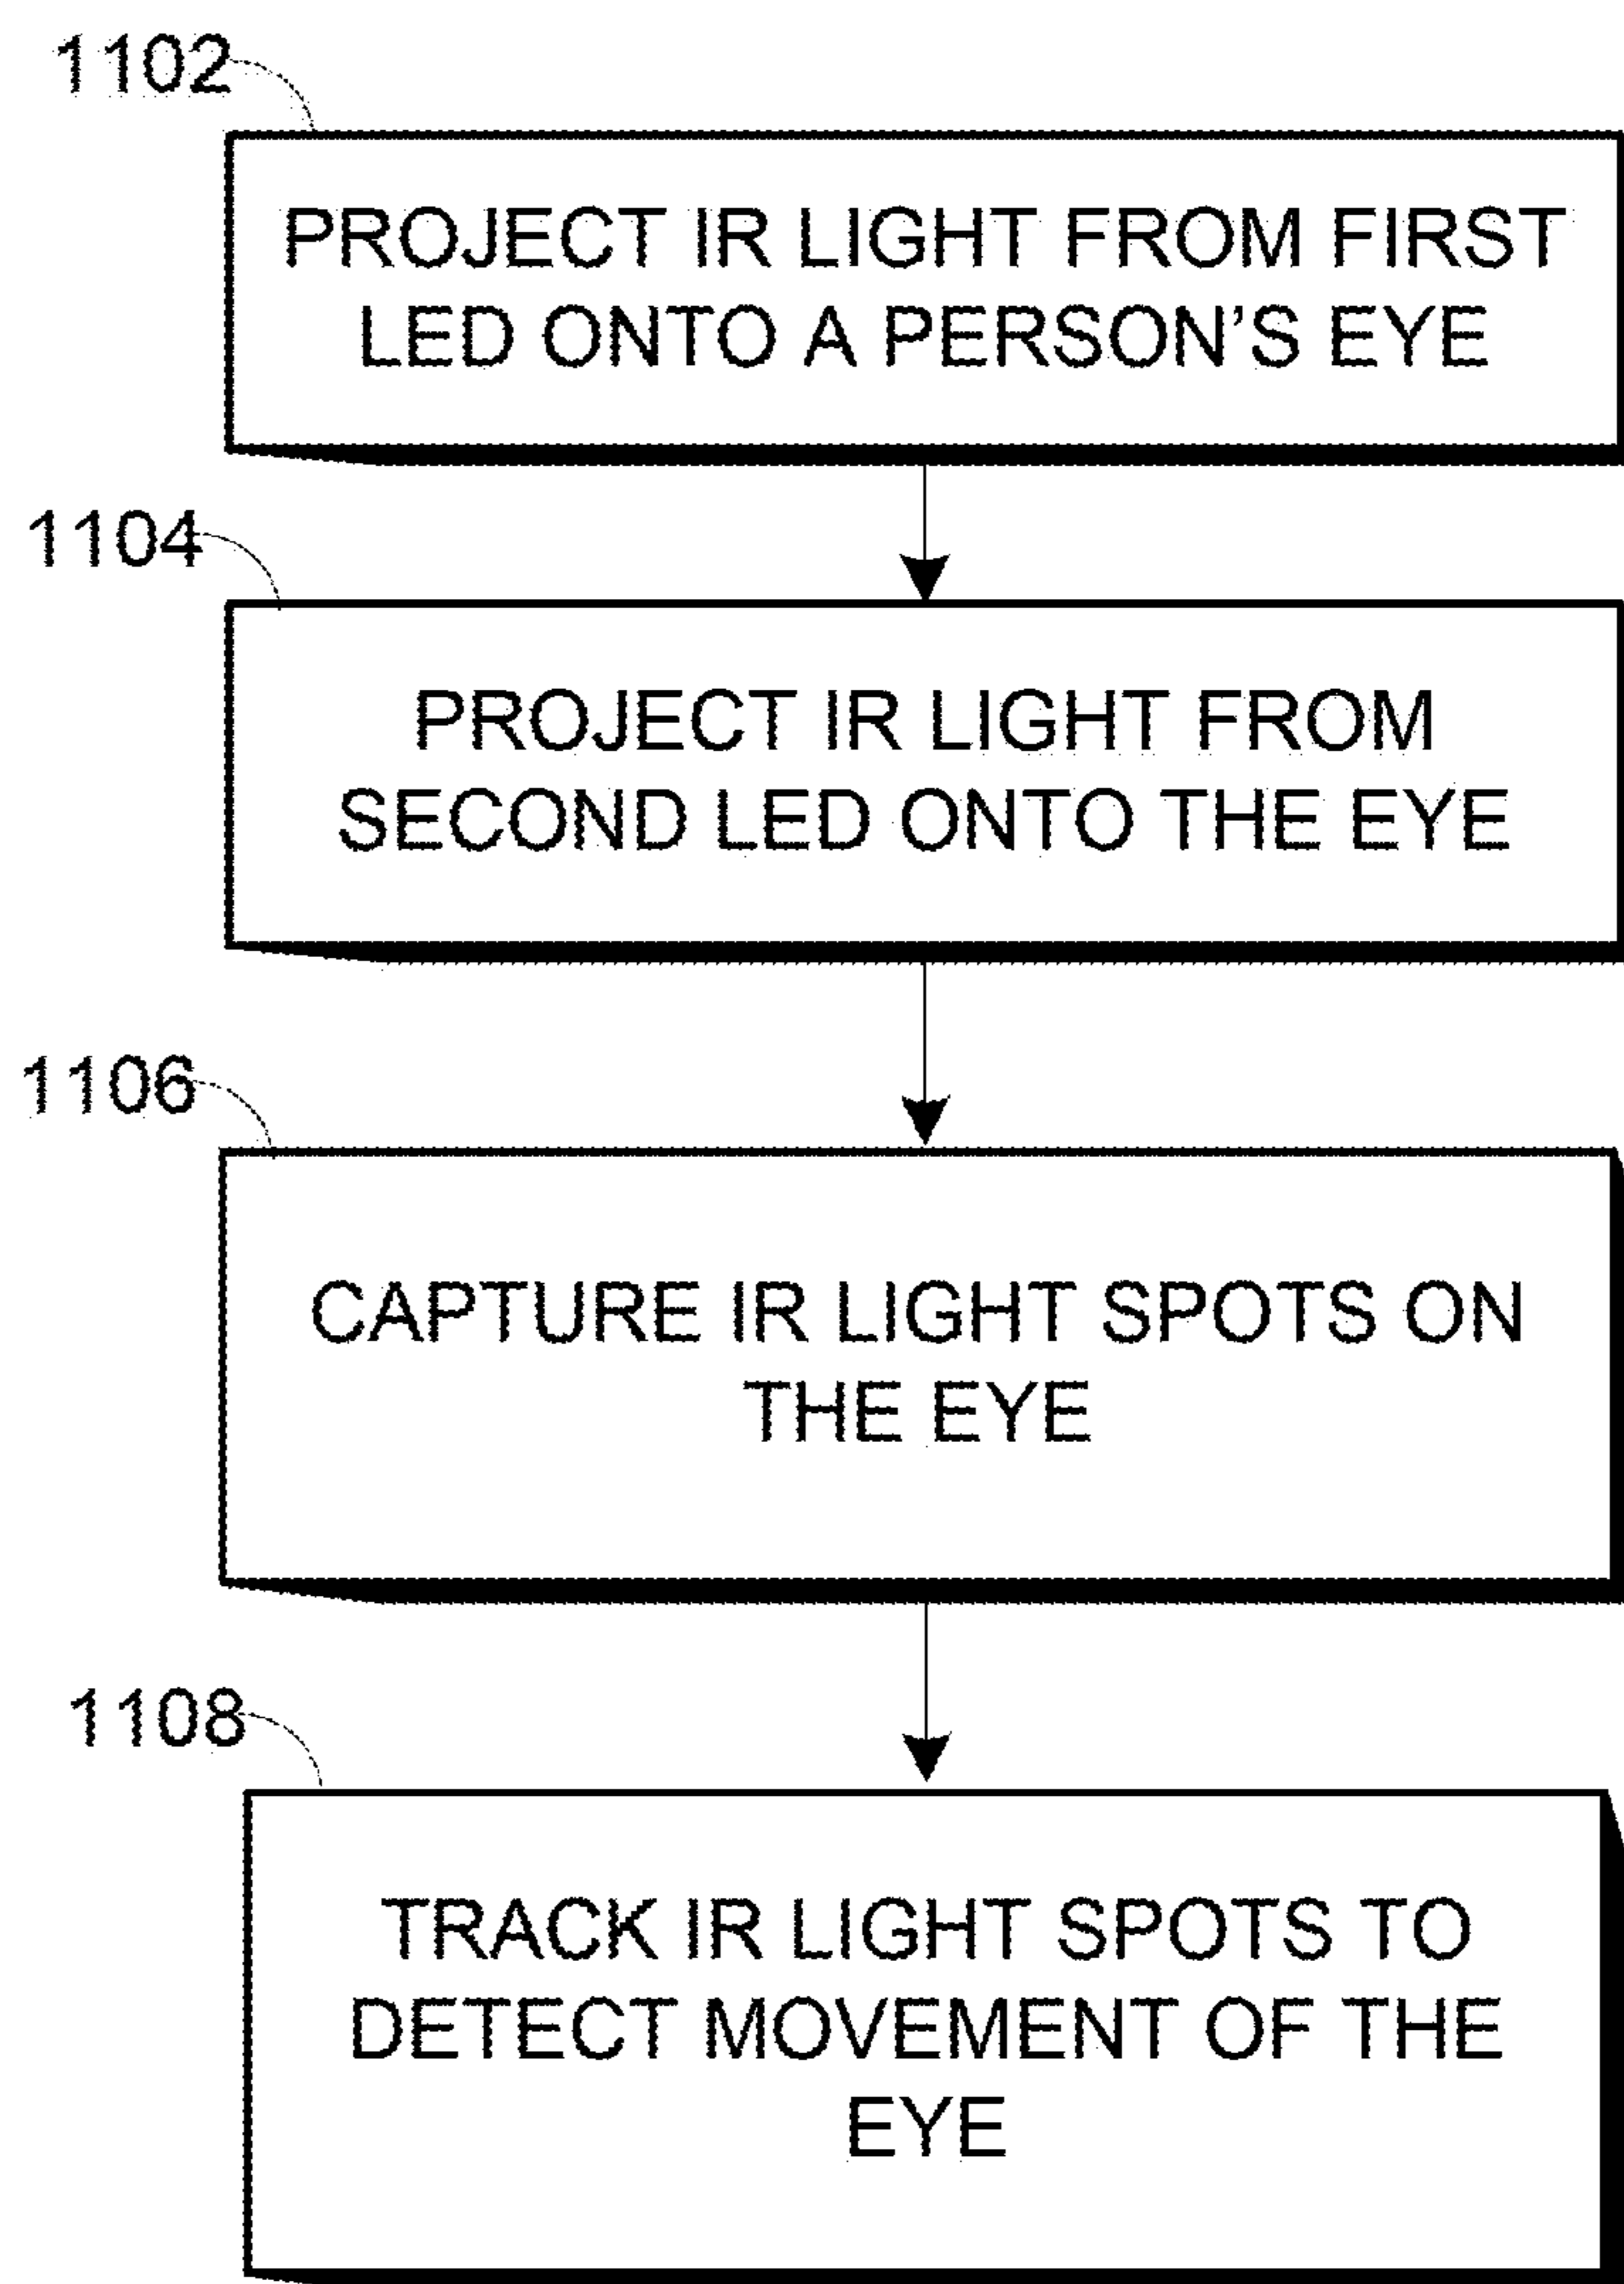 1102
PROJECT IR LIGHT FROM FIRST
LED ONTO A PERSON'S EYE
1104
PROJECT IR LIGHT FROM
SECOND LED ONTO THE EYE
1106
CAPTURE IR LIGHT SPOTS ON
THE EYE
1108
TRACK IR LIGHT SPOTS TO
DETECT MOVEMENT OF THE
EYE